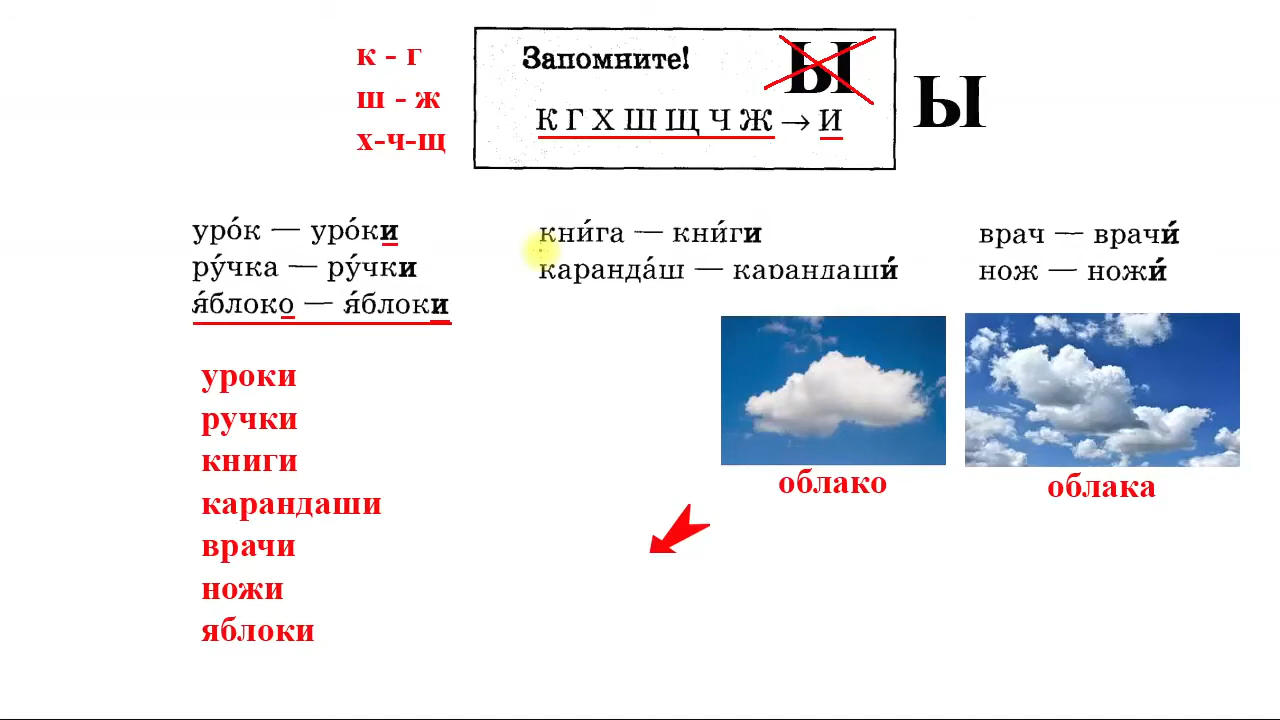 к - г
ш - ж
х-ч-щ
Запомните!
Ы
К Г Х Ш Щ Ч Ж → И
Ы
уро́к — уро́ки
ру́чка — ру́чки
я́блоко — я́блоки
кни́га — кни́ги
каранда́ш — карандаши́
врач — врачи́
нож — ножи́
уроки
ручки
книги
карандаши
врачи
ножи
яблоки
облако
облака